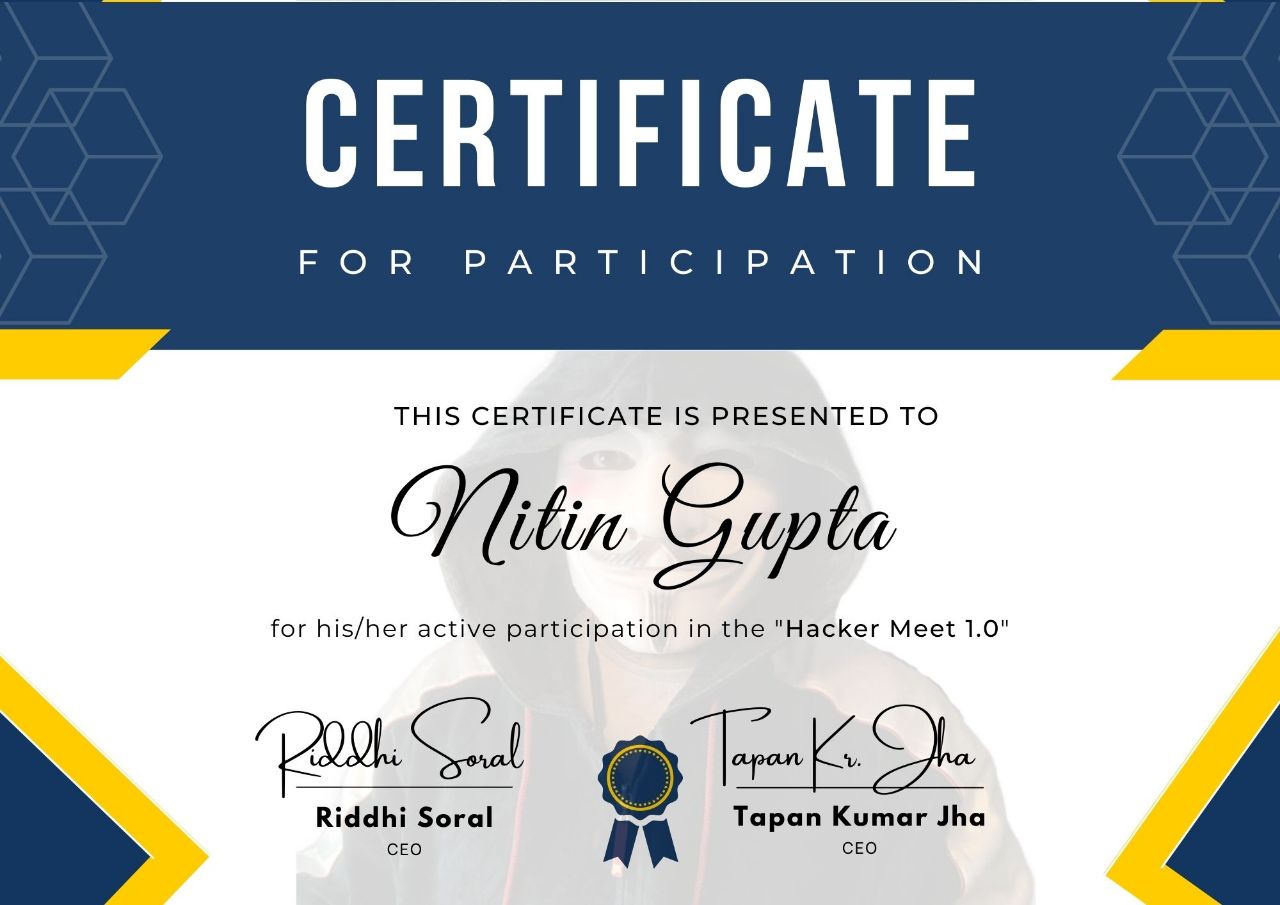 CERTIFICATE
FOR PARTICIPATION
THIS CERTIFICATE IS PRESENTED TO
Nitin Gupta
for his/her active participation in the "Hacker Meet 1.0"
Riddhi Soral
Tapan Kr. Jha
Riddhi Soral
Tapan Kumar Jha
CEO
CEO